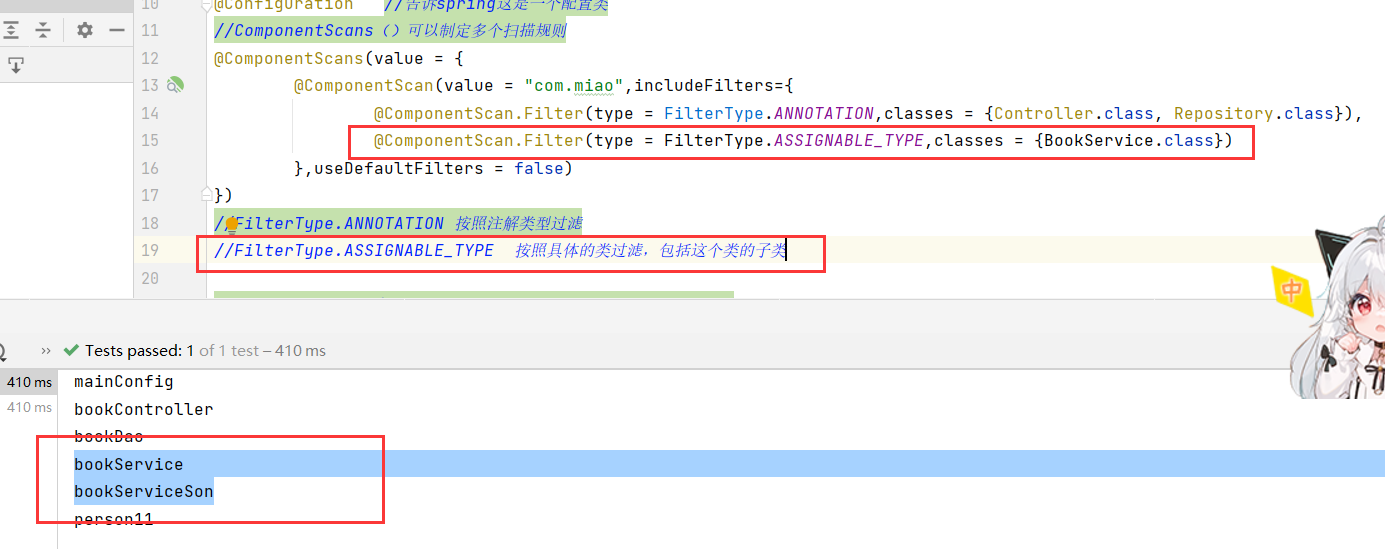 10 @Configuration //告诉spring这是一个配置类
11 //ComponentScans（）可以制定多个扫描规则
12 @ComponentScans(value = {
13 @ComponentScan(value = "com.miao",includeFilters={
14 @ComponentScan.Filter(type = FilterType.ANNOTATION,classes = {Controller.class, Repository.class}),
15 @ComponentScan.Filter(type = FilterType.ASSIGNABLE_TYPE,classes = {BookService.class})
16 },useDefaultFilters = false)
17 })
18 //FilterType.ANNOTATION 按照注解类型过滤
19 //FilterType.ASSIGNABLE_TYPE 按照具体的类过滤，包括这个类的子类
20
中
» Tests passed: 1 of 1 test – 410 ms
410 ms mainConfig
410 ms bookController
bookDao
bookService
bookServiceSon
person11